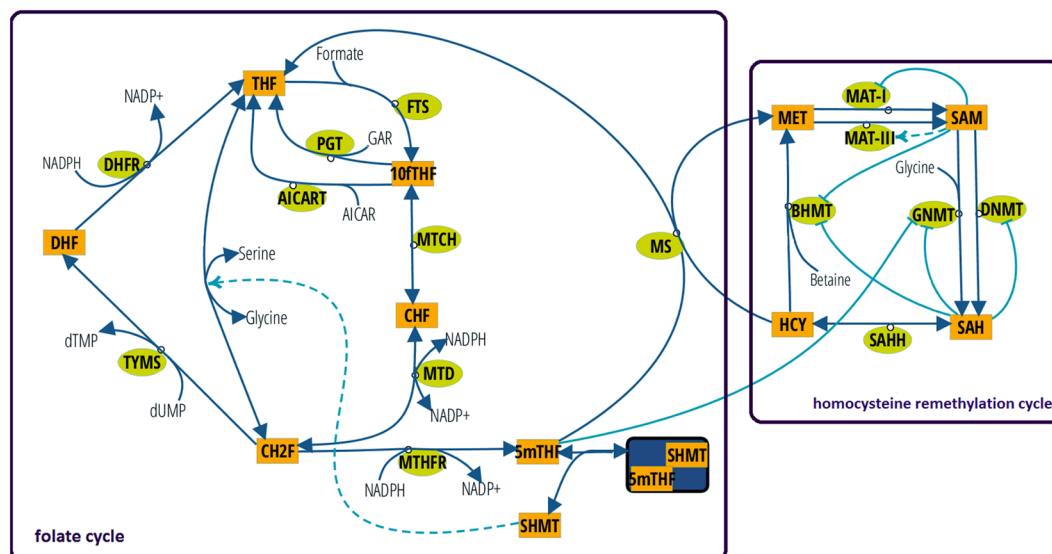 Formate
THF
MAT-I
NADP+
FTS
MET
SAM
PGT
GAR
MAT-III
NADPH
DHFR
10fTHF
Glycine
AICART
AICAR
BHMT
GNMT
DNMT
DHF
MTCH
MS
Serine
Betaine
Glycine
CHF
HCY
SAH
dTMP
NADPH
SAHH
TYMS
MTD
dUMP
NADP+
homocysteine remethylation cycle
CH2F
5mTHF
SHMT
MTHFR
5mTHF
NADPH
NADP+
SHMT
folate cycle